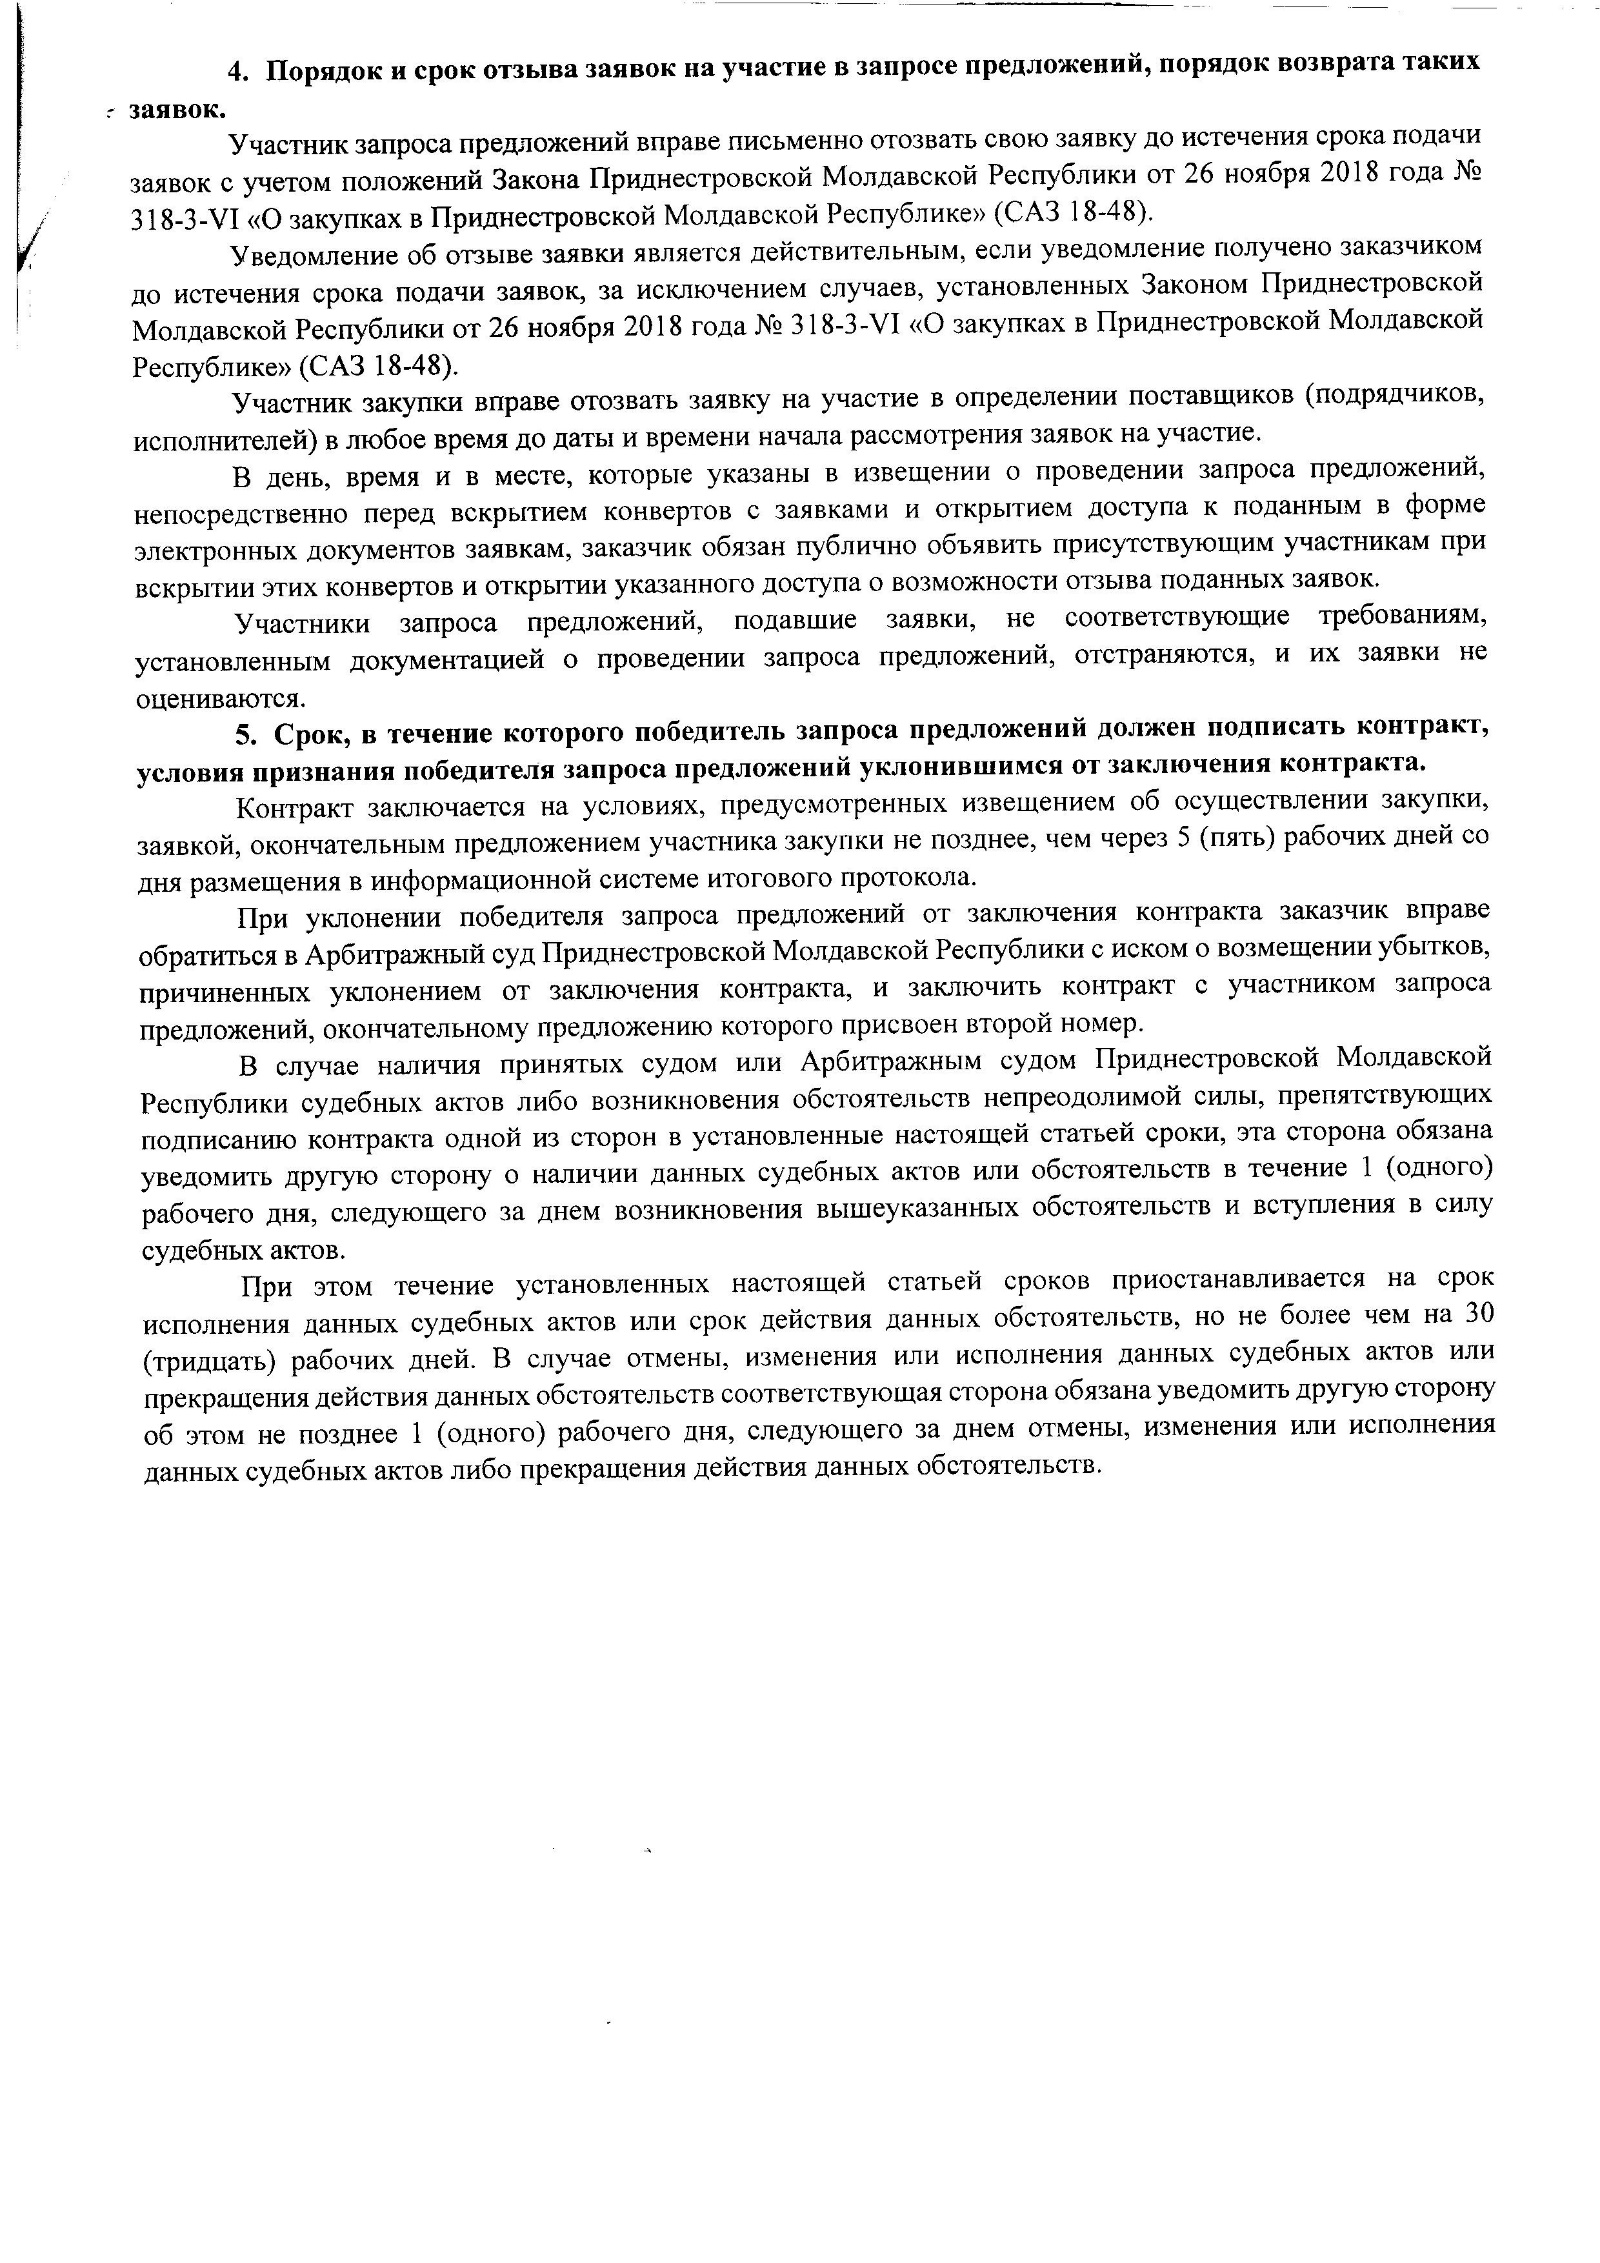 4. Порядок и срок отзыва заявок на участие в запросе предложений, порядок возврата таких
заявок.
Участник запроса предложений вправе письменно отозвать свою заявку до истечения срока подачи
заявок с учетом положений Закона Приднестровской Молдавской Республики от 26 ноября 2018 года №
318-З-VI «О закупках в Приднестровской Молдавской Республике» (САЗ 18-48).
Уведомление об отзыве заявки является действительным, если уведомление получено заказчиком
до истечения срока подачи заявок, за исключением случаев, установленных Законом Приднестровской
Молдавской Республики от 26 ноября 2018 года № 318-З-VI «О закупках в Приднестровской Молдавской
Республике» (САЗ 18-48).
Участник закупки вправе отозвать заявку на участие в определении поставщиков (подрядчиков,
исполнителей) в любое время до даты и времени начала рассмотрения заявок на участие.
В день, время и в месте, которые указаны в извещении о проведении запроса предложений,
непосредственно перед вскрытием конвертов с заявками и открытием доступа к поданным в форме
электронных документов заявкам, заказчик обязан публично объявить присутствующим участникам при
вскрытии этих конвертов и открытии указанного доступа о возможности отзыва поданных заявок.
Участники запроса предложений, подавшие заявки, не соответствующие требованиям,
установленным документацией о проведении запроса предложений, отстраняются, и их заявки не
оцениваются.
5. Срок, в течение которого победитель запроса предложений должен подписать контракт,
условия признания победителя запроса предложений уклонившимся от заключения контракта.
Контракт заключается на условиях, предусмотренных извещением об осуществлении закупки,
заявкой, окончательным предложением участника закупки не позднее, чем через 5 (пять) рабочих дней со
дня размещения в информационной системе итогового протокола.
При уклонении победителя запроса предложений от заключения контракта заказчик вправе
обратиться в Арбитражный суд Приднестровской Молдавской Республики с иском о возмещении убытков,
причиненных уклонением от заключения контракта, и заключить контракт с участником запроса
предложений, окончательному предложению которого присвоен второй номер.
В случае наличия принятых судом или Арбитражным судом Приднестровской Молдавской
Республики судебных актов либо возникновения обстоятельств непреодолимой силы, препятствующих
подписанию контракта одной из сторон в установленные настоящей статьей сроки, эта сторона обязана
уведомить другую сторону о наличии данных судебных актов или обстоятельств в течение 1 (одного)
рабочего дня, следующего за днем возникновения вышеуказанных обстоятельств и вступления в силу
судебных актов.
При этом течение установленных настоящей статьей сроков приостанавливается на срок
исполнения данных судебных актов или срок действия данных обстоятельств, но не более чем на 30
(тридцать) рабочих дней. В случае отмены, изменения или исполнения данных судебных актов или
прекращения действия данных обстоятельств соответствующая сторона обязана уведомить другую сторону
об этом не позднее 1 (одного) рабочего дня, следующего за днем отмены, изменения или исполнения
данных судебных актов либо прекращения действия данных обстоятельств.